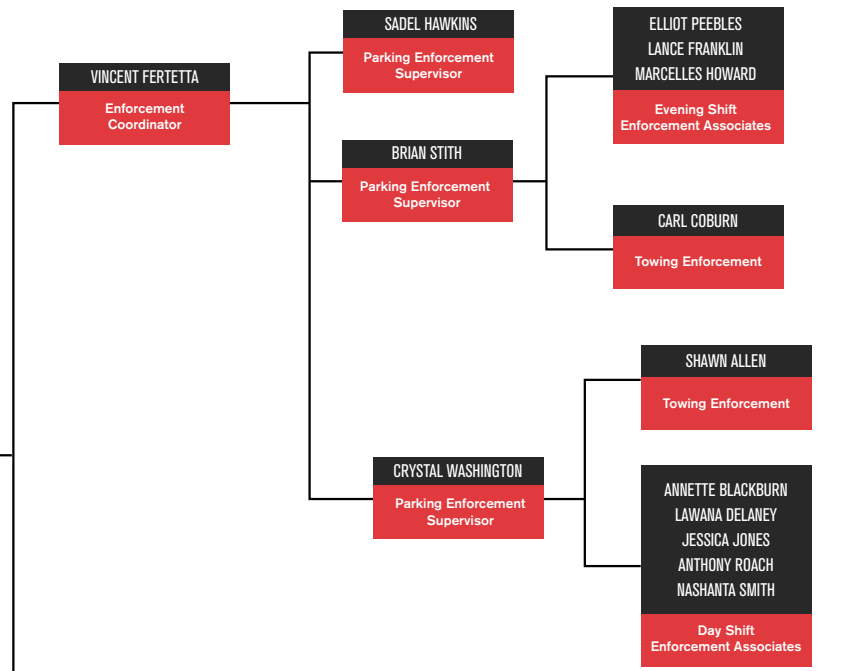 VINCENT FERTETTA
Enforcement
Coordinator
SADEL HAWKINS
Parking Enforcement
Supervisor
BRIAN STITH
Parking Enforcement
Supervisor
ELLIOT PEEBLES
LANCE FRANKLIN
MARCELLES HOWARD
Evening Shift
Enforcement Associates
CARL COBURN
Towing Enforcement
CRYSTAL WASHINGTON
Parking Enforcement
Supervisor
SHAWN ALLEN
Towing Enforcement
ANNETTE BLACKBURN
LAWANA DELANEY
JESSICA JONES
ANTHONY ROACH
NASHANTA SMITH
Day Shift
Enforcement Associates